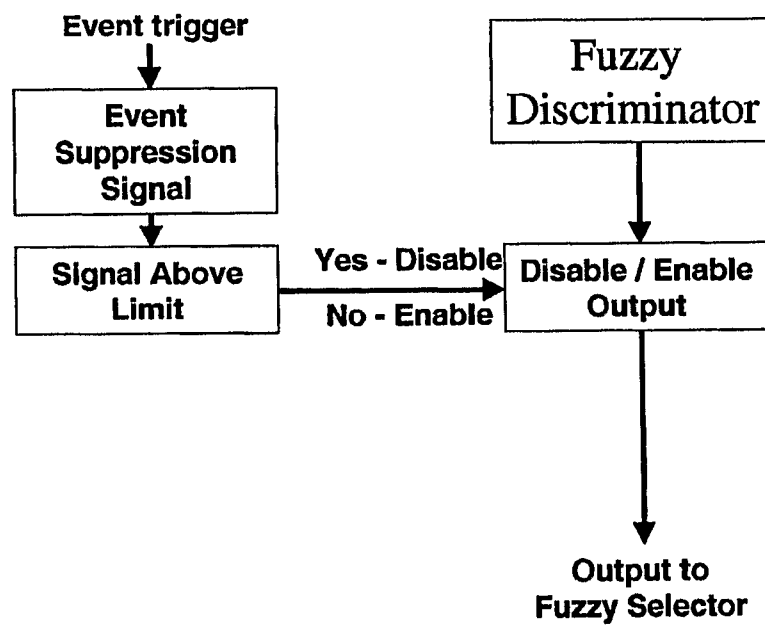 Event trigger
Event
Suppression
Signal
Signal Above
Limit
Yes - Disable
No - Enable
Fuzzy
Discriminator
Disable / Enable
Output
Output to
Fuzzy Selector